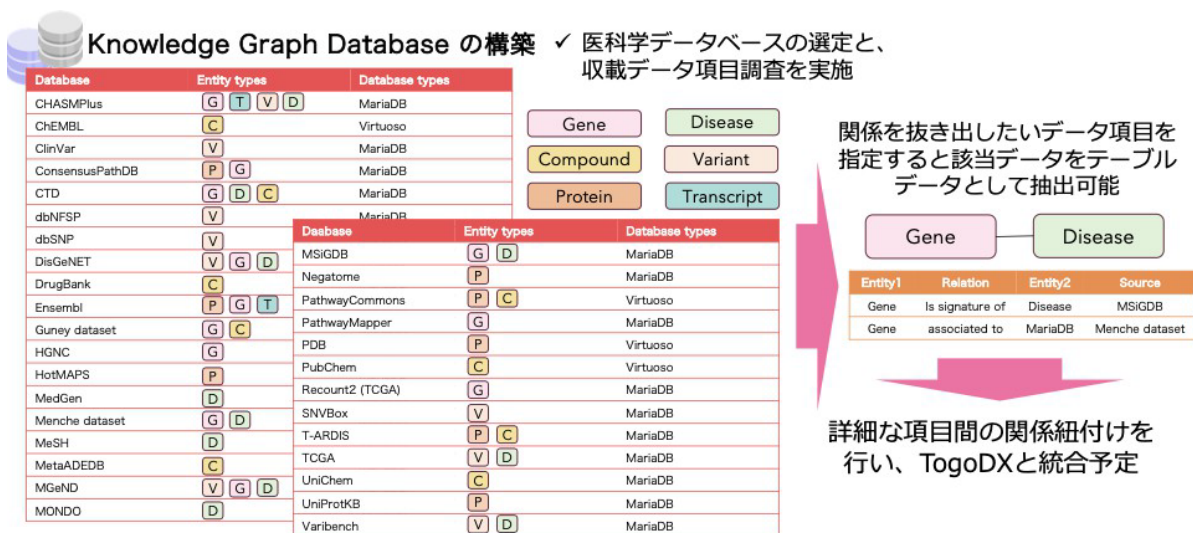 Knowledge Graph Database の構築
✓ 医科学データベースの選定と、
収載データ項目調査を実施
Database Entity types Database types
CHASMPlus G T V D MariaDB
ChEMBL C Virtuoso
ClinVar V MariaDB
ConsensusPathDB P G MariaDB
CTD G D C MariaDB
dbNFSP V MariaDB
dbSNP V
DisGeNET V G D
DrugBank C
Ensembl P G T
Guney dataset G C
HGNC G
HotMAPS P
MedGen D
Menche dataset G D
MeSH D
MetaADEDB C
MGeND V G D
MONDO D
Daabase Entity types Database types
MSiGDB G D MariaDB
Negatome P MariaDB
PathwayCommons P C Virtuoso
PathwayMapper G MariaDB
PDB P Virtuoso
PubChem C Virtuoso
Recount2 (TCGA) G MariaDB
SNVBox V MariaDB
T-ARDIS P C MariaDB
TCGA V D MariaDB
UniChem C MariaDB
UniProtKB P MariaDB
Varibench V D MariaDB
Gene Disease
Compound Variant
Protein Transcript
関係を抜き出したいデータ項目を
指定すると該当データをテーブル
データとして抽出可能
Gene Disease
Entity1 Relation Entity2 Source
Gene Is signature of Disease MSiGDB
Gene associated to MariaDB Menche dataset
詳細な項目間の関係紐付けを
行い、TogoDXと統合予定